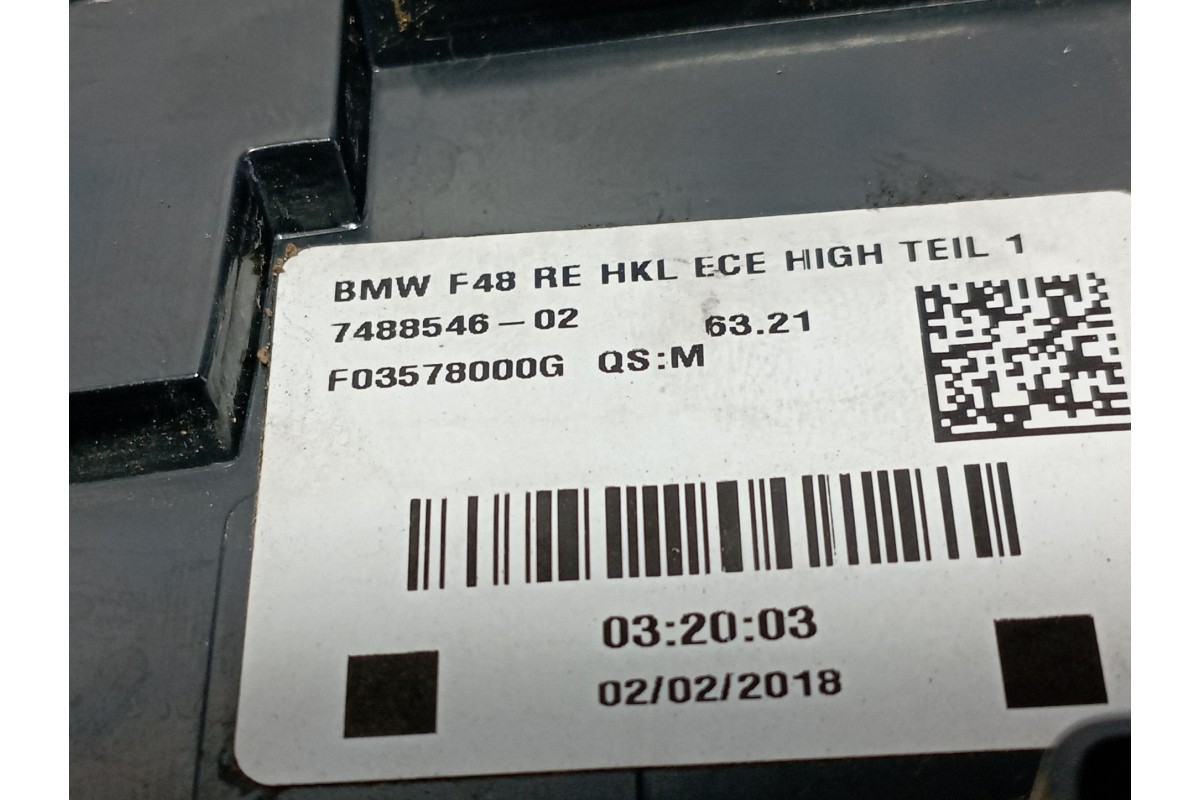 BMW F48 RE HKL ECE HIGH TEIL 1
7488546-02 63.21
F03578000G QS:M
03:20:03
02/02/2018